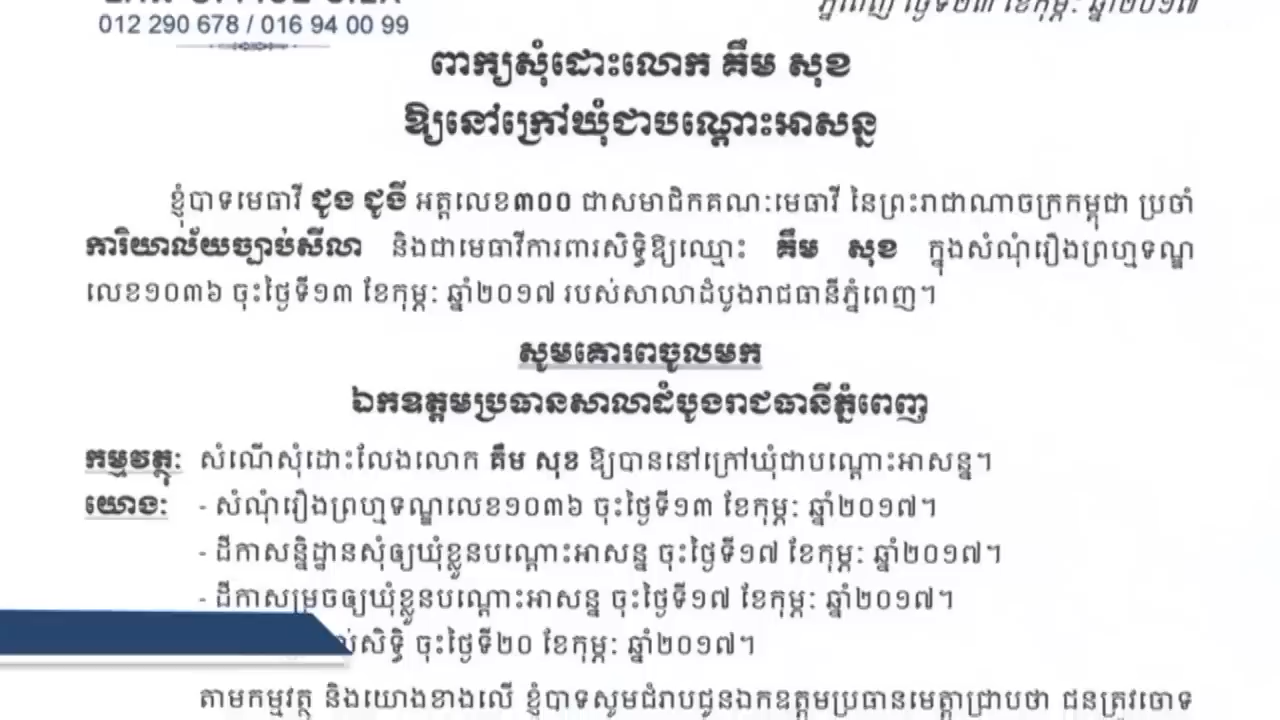 012 290 678 / 016 94 00 99
ភ្នំពេញ ថ្ងៃទី២៣ ខែកុម្ភៈ ឆ្នាំ២០១៧
ពាក្យសុំដោះលោក គឹម សុខ
ឱ្យនៅក្រៅឃុំជាបណ្តោះអាសន្ន
ខ្ញុំបាទមេធាវី ជូង ជូងី អត្តលេខ៣០០ ជាសមាជិកគណៈមេធាវី នៃព្រះរាជាណាចក្រកម្ពុជា ប្រចាំ
ការិយាល័យច្បាប់សីលា និងជាមេធាវីការពារសិទ្ធិឱ្យឈ្មោះ គឹម សុខ ក្នុងសំណុំរឿងព្រហ្មទណ្ឌ
លេខ១០៣៦ ចុះថ្ងៃទី១៣ ខែកុម្ភៈ ឆ្នាំ២០១៧ របស់សាលាដំបូងរាជធានីភ្នំពេញ។
សូមគោរពចូលមក
ឯកឧត្តមប្រធានសាលាដំបូងរាជធានីភ្នំពេញ
កម្មវត្ថុៈ សំណើសុំដោះលែងលោក គឹម សុខ ឱ្យបាននៅក្រៅឃុំជាបណ្តោះអាសន្ន។
យោងៈ - សំណុំរឿងព្រហ្មទណ្ឌលេខ១០៣៦ ចុះថ្ងៃទី១៣ ខែកុម្ភៈ ឆ្នាំ២០១៧។
- ដីកាសន្និដ្ឋានសុំឲ្យឃុំខ្លួនបណ្តោះអាសន្ន ចុះថ្ងៃទី១៧ ខែកុម្ភៈ ឆ្នាំ២០១៧។
- ដីកាសម្រេចឲ្យឃុំខ្លួនបណ្តោះអាសន្ន ចុះថ្ងៃទី១៧ ខែកុម្ភៈ ឆ្នាំ២០១៧។
សិទ្ធិ ចុះថ្ងៃទី២០ ខែកុម្ភៈ ឆ្នាំ២០១៧។
តាមកម្មវត្ថុ និងយោងខាងលើ ខ្ញុំបាទសូមជំរាបជូនឯកឧត្តមប្រធានមេត្តាជ្រាបថា ជនត្រូវចោទ